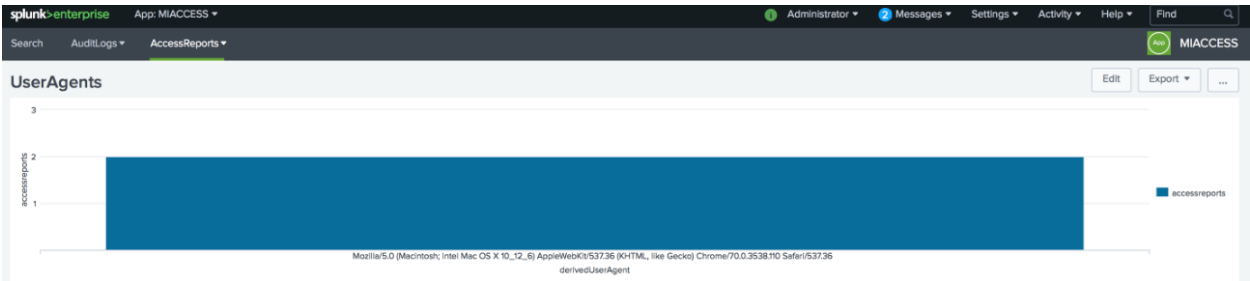 splunk>enterprise App: MIACCESS i Administrator 2 Messages Settings Activity Help Find
Search AuditLogs AccessReports App MIACCESS
UserAgents Edit Export ...
3
2
1
accessreports
accessreports
Mozilla/5.0 (Macintosh; Intel Mac OS X 10_12_6) AppleWebKit/537.36 (KHTML, like Gecko) Chrome/70.0.3538.110 Safari/537.36
derivedUserAgent